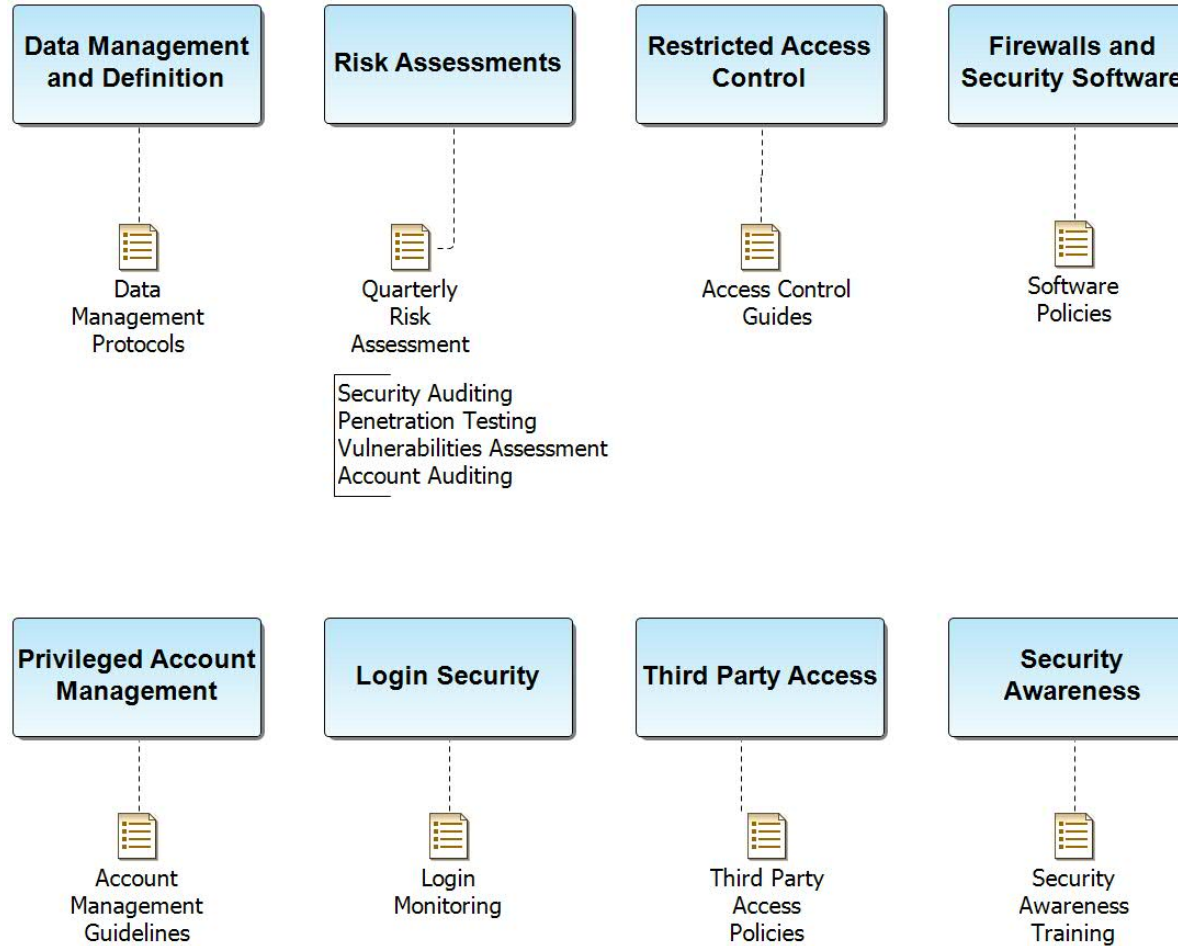 Data Management
and Definition
Risk Assessments
Restricted Access
Control
Firewalls and
Security Software
Data
Management
Protocols
Quarterly
Risk
Assessment
Access Control
Guides
Software
Policies
Security Auditing
Penetration Testing
Vulnerabilities Assessment
Account Auditing
Privileged Account
Management
Login Security
Third Party Access
Security
Awareness
Account
Management
Guidelines
Login
Monitoring
Third Party
Access
Policies
Security
Awareness
Training